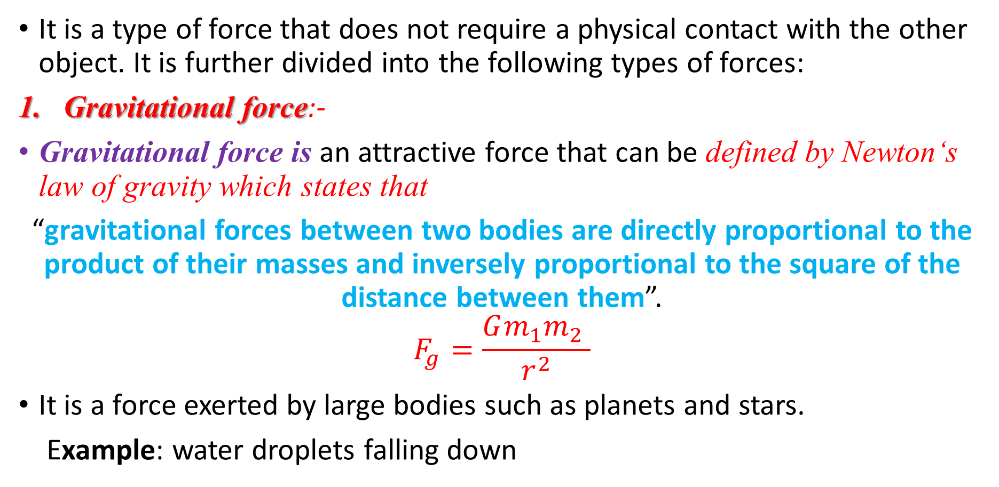 • It is a type of force that does not require a physical contact with the other
object. It is further divided into the following types of forces:
1. Gravitational force:-
• Gravitational force is an attractive force that can be defined by Newton‘s
law of gravity which states that
“gravitational forces between two bodies are directly proportional to the
product of their masses and inversely proportional to the square of the
distance between them”.
F_g = \frac{Gm_1m_2}{r^2}
• It is a force exerted by large bodies such as planets and stars.
Example: water droplets falling down